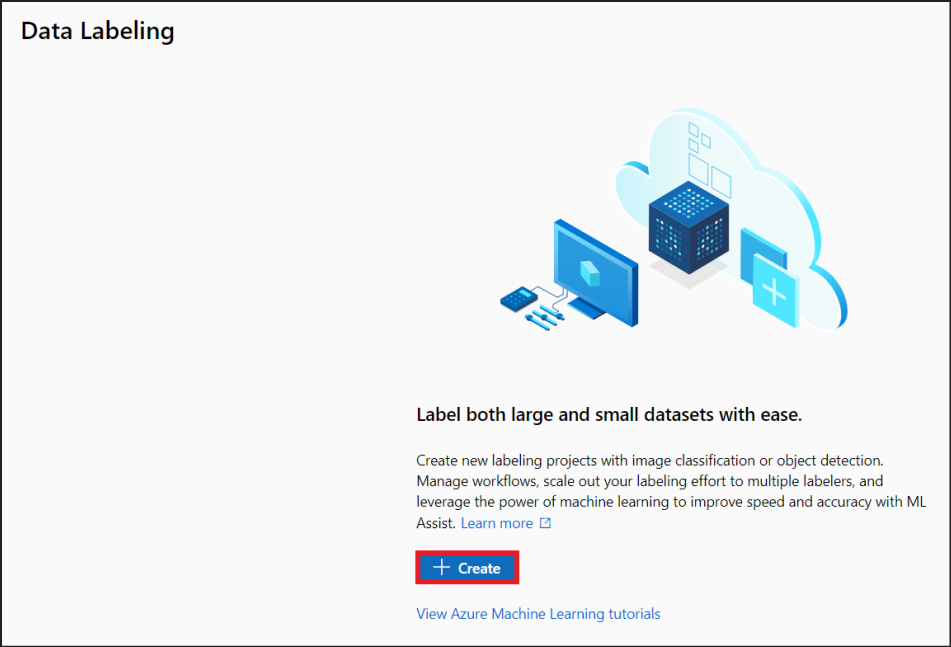 Data Labeling
Label both large and small datasets with ease.
Create new labeling projects with image classification or object detection.
Manage workflows, scale out your labeling effort to multiple labelers, and
leverage the power of machine learning to improve speed and accuracy with ML
Assist. Learn more
Create
View Azure Machine Learning tutorials